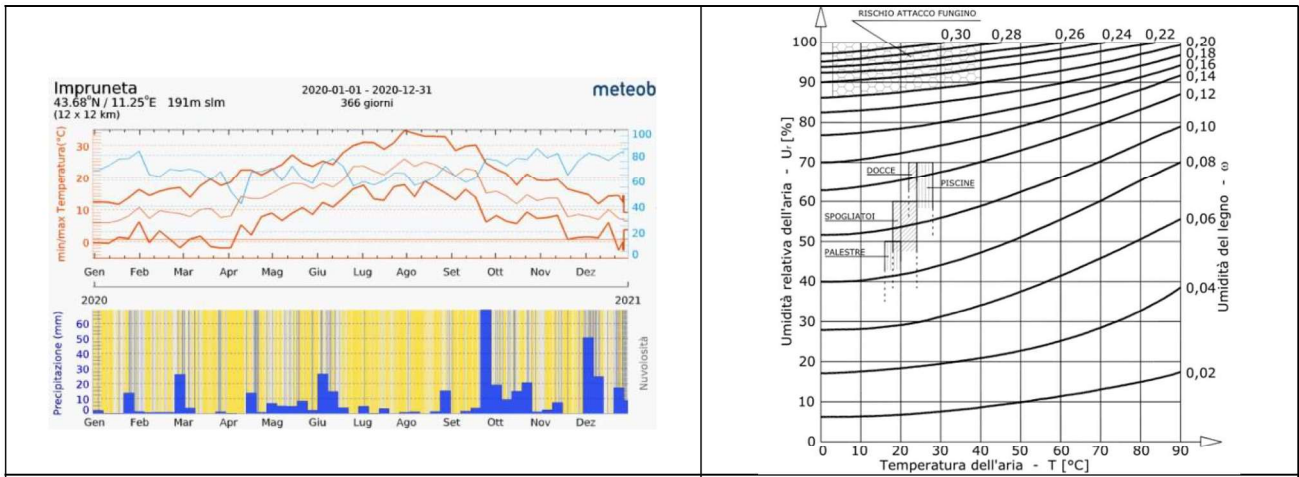 Impruneta
43.68°N / 11.25°E 191m slm
(12 x 12 km)
2020-01-01 - 2020-12-31
366 giorni
meteob
min/max Temperatura(°C)
30
20
10
0
100
80
60
40
20
0
Gen Feb Mar Apr Mag Giu Lug Ago Set Ott Nov Dez
2020 2021
Precipitazione (mm)
60
50
40
30
20
10
0
Nuvolosità
Gen Feb Mar Apr Mag Giu Lug Ago Set Ott Nov Dez
RISCHIO ATTACCO FUNGINO
0,30 0,28 0,26 0,24 0,22
0,20
0,18
0,16
0,14
0,12
0,10
0,08
0,06
0,04
0,02
Umidità del legno - ω
Umidità relativa dell'aria - Ur [%]
100
90
80
70
60
50
40
30
20
10
0
DOCCE
PISCINE
SPOGLIATOI
PALESTRE
0 10 20 30 40 50 60 70 80 90
Temperatura dell'aria - T [°C]